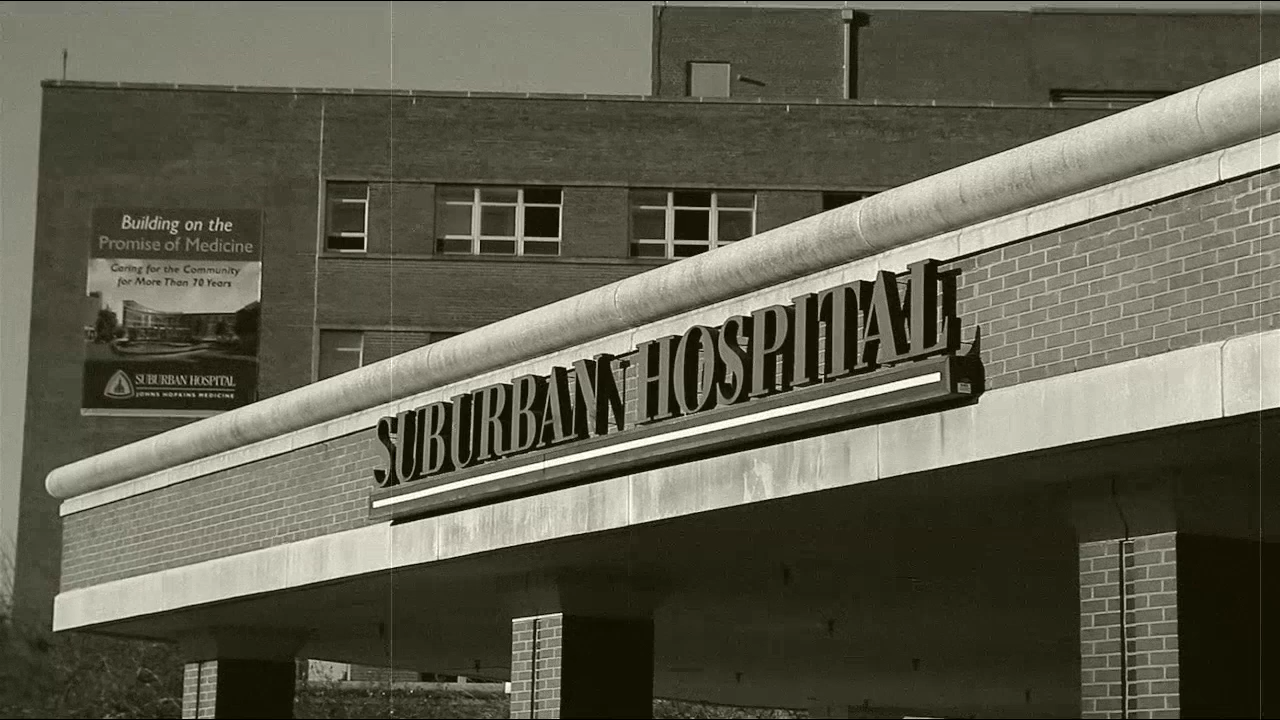 Building on the
Promise of Medicine
Caring for the Community
for More Than 70 Years
SUBURBAN HOSPITAL
JOHNS HOPKINS MEDICINE
SUBURBAN HOSPITAL